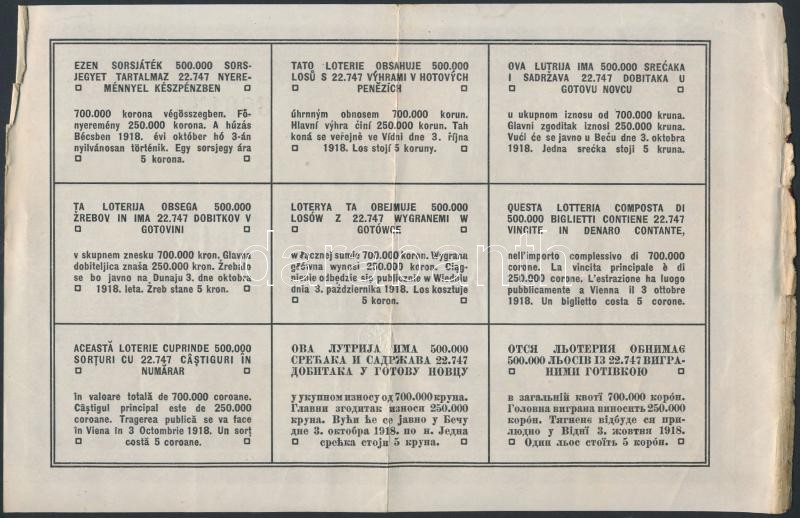 EZEN SORSJÁTÉK 500.000 SORS-
JEGYET TARTALMAZ 22.747 NYERE-
MÉNNYEL KÉSZPÉNZBEN
700.000 korona végösszegben. Fő-
nyeremény 250.000 korona. A húzás
Bécsben 1918. évi október hó 3-án
nyilvánosan történik. Egy sorsjegy ára
5 korona.
TATO LOTERIE OBSAHUJE 500.000
LOSŮ S 22.747 VÝHRAMI V HOTOVÝCH
PENĚZÍCH
úhrnným obnosem 700.000 korun.
Hlavní výhra činí 250.000 korun. Tah
koná se veřejně ve Vídni dne 3. října
1918. Los stojí 5 koruny.
OVA LUTRIJA IMA 500.000 SREĆAKA
I SADRŽAVA 22.747 DOBITAKA U
GOTOVU NOVCU
u ukupnom iznosu od 700.000 kruna.
Glavni zgoditak iznosi 250.000 kruna.
Vući će se javno u Beču dne 3. oktobra
1918. Jedna srećka stoji 5 kruna.
TA LOTERIJA OBSEGA 500.000
ŽREBOV IN IMA 22.747 DOBITKOV V
GOTOVINI
v skupnem znesku 700.000 kron. Glavna
dobiteljica znaša 250.000 kron. Žrebido
se bo javno na Dunaju 3. dne oktobra
1918. leta. Žreb stane 5 kron.
LOTERYA TA OBEJMUJE 500.000
LOSÓW Z 22.747 WYGRANEMI W
GOTÓWCE
w łącznej sumie 700.000 koron. Wygrana
główna wynosi 250.000 koron. Ciąg-
nienie odbędzie się publicznie w Wiedniu
dnia 3. października 1918. Los kosztuje
5 koron.
QUESTA LOTTERIA COMPOSTA DI
500.000 BIGLIETTI CONTIENE 22.747
VINCITE IN DENARO CONTANTE,
nell'importo complessivo di 700.000
corone. La vincita principale è di
250.000 corone. L'estrazione ha luogo
pubblicamente a Vienna il 3 ottobre
1918. Un biglietto costa 5 corone.
ACEASTĂ LOTERIE CUPRINDE 500.000
SORȚURI CU 22.747 CÂȘTIGURI ÎN
NUMĂRAR
în valoare totală de 700.000 coroane.
Câștigul principal este de 250.000
coroane. Tragerea publică se va face
în Viena in 3 Octombrie 1918. Un sorț
costă 5 coroane.
ОВА ЛУТРИЈА ИМА 500.000
СРЕЋАКА И САДРЖАВА 22.747
ДОБИТАКА У ГОТОВУ НОВЦУ
у укупном износу од 700.000 круна.
Главни згодитак износи 250.000
круна. Вући ће се јавно у Бечу
дне 3. октобра 1918. по н. Једна
срећка стоји 5 круна.
ОТСЯ ЛЬОТЕРИЯ ОБНИМАЄ
500.000 ЛЬОСІВ ІЗ 22.747 ВИГРА-
НИМИ ГОТІВКОЮ
в загальній квоті 700.000 корón.
Головна виграна виносить 250.000
корón. Тягнене відбуде ся при-
людно у Відні 3. жовтня 1918.
Один льос стоїть 5 корón.
darabanth